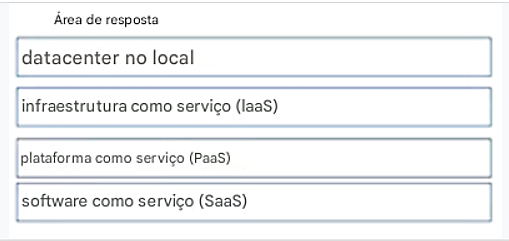 Área de resposta
datacenter no local
infraestrutura como serviço (IaaS)
plataforma como serviço (PaaS)
software como serviço (SaaS)